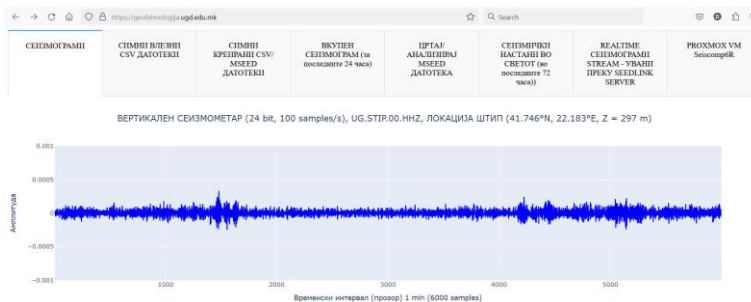 https://geotehnologija.ugd.edu.mk
Search
СЕИЗМОГРАМИ
СИМНИ ВЛЕЗНИ
CSV ДАТОТЕКИ
СИМНИ
КРЕИРАНИ CSV/
MSEED
ДАТОТЕКИ
ВКУПЕН
СЕИЗМОГРАМ (за
последните 24 часа)
ЦРТАЈ/
АНАЛИЗИРАЈ
MSEED
ДАТОТЕКА
СЕИЗМИЧКИ
НАСТАНИ ВО
СВЕТОТ (во
последните 72
часа))
REALTIME
СЕИЗМОГРАМИ
STREAM - УВАНИ
ПРЕКУ SEEDLINK
SERVER
PROXMOX VM
Seiscomp6R
ВЕРТИКАЛЕН СЕИЗМОМЕТАР (24 bit, 100 samples/s), UG.STIP.00.HHZ, ЛОКАЦИЈА ШТИП (41.746°N, 22.183°E, Z = 297 m)
Амплитуда
0.001
0.0005
0
−0.0005
−0.001
1000
2000
3000
4000
5000
Временски интервал (прозор) 1 min (6000 samples)